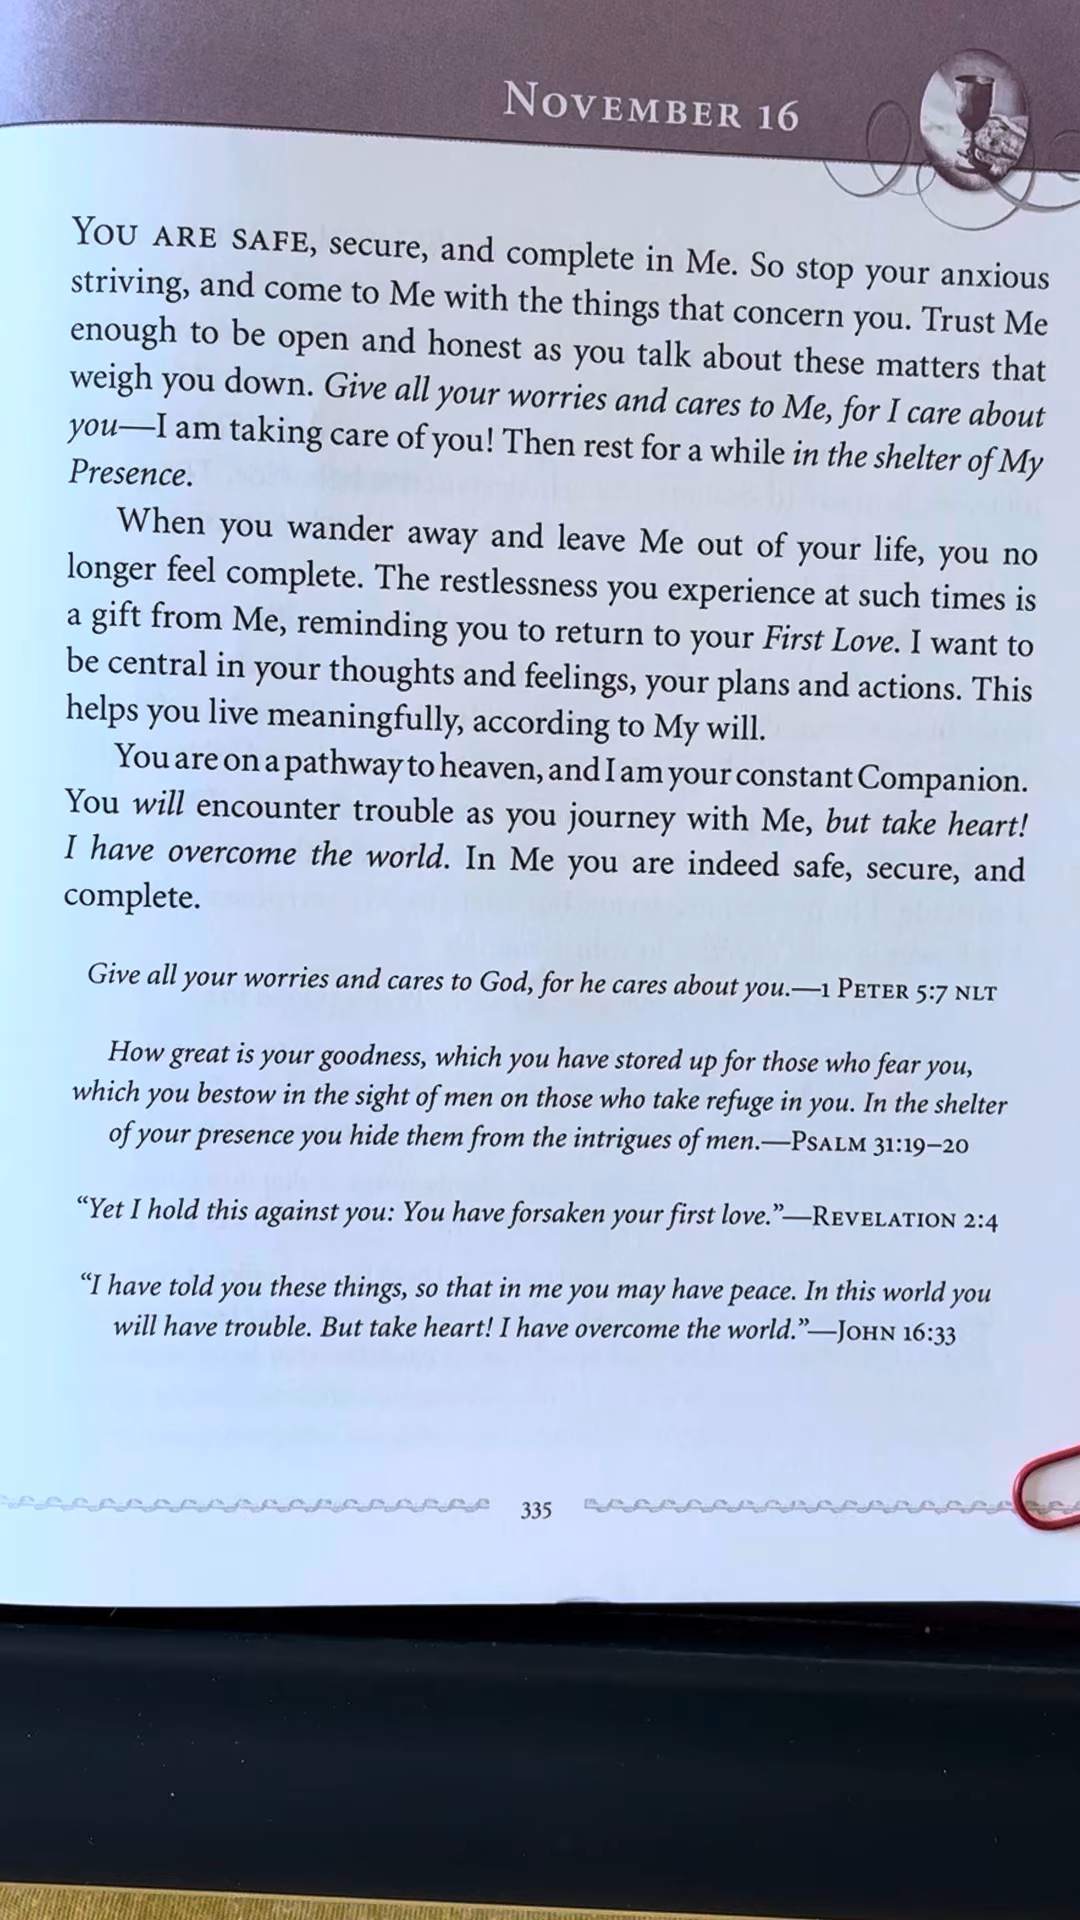 NOVEMBER 16
YOU ARE SAFE, secure, and complete in Me. So stop your anxious
striving, and come to Me with the things that concern you. Trust Me
enough to be open and honest as you talk about these matters that
weigh you down. Give all your worries and cares to Me, for I care about
you—I am taking care of you! Then rest for a while in the shelter of My
Presence.
When you wander away and leave Me out of your life, you no
longer feel complete. The restlessness you experience at such times is
a gift from Me, reminding you to return to your First Love. I want to
be central in your thoughts and feelings, your plans and actions. This
helps you live meaningfully, according to My will.
You are on a pathway to heaven, and I am your constant Companion.
You will encounter trouble as you journey with Me, but take heart!
I have overcome the world. In Me you are indeed safe, secure, and
complete.
Give all your worries and cares to God, for he cares about you.—1 PETER 5:7 NLT
How great is your goodness, which you have stored up for those who fear you,
which you bestow in the sight of men on those who take refuge in you. In the shelter
of your presence you hide them from the intrigues of men.—PSALM 31:19–20
“Yet I hold this against you: You have forsaken your first love.”—REVELATION 2:4
“I have told you these things, so that in me you may have peace. In this world you
will have trouble. But take heart! I have overcome the world.”—JOHN 16:33
335